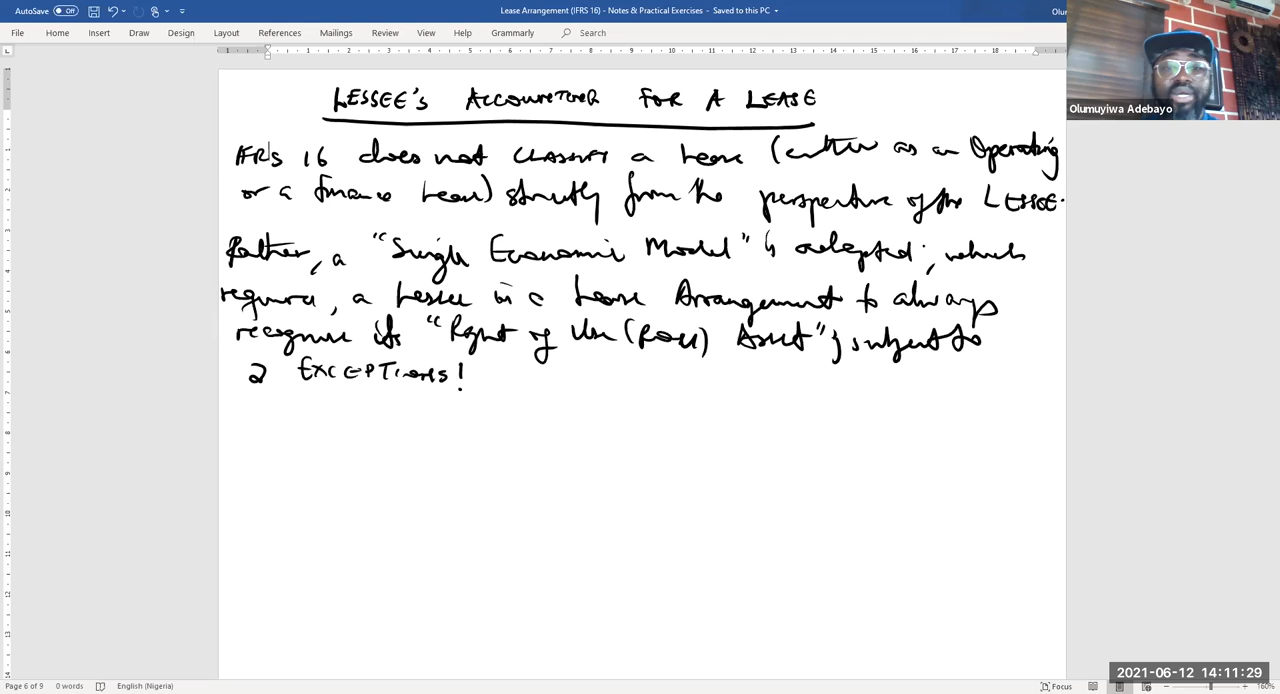 AutoSave Off Lease Arrangement (IFRS 16) - Notes & Practical Exercises - Saved to this PC Olum
File Home Insert Draw Design Layout References Mailings Review View Help Grammarly Search
Olumuyiwa Adebayo
LESSEE'S FOR A LEASE
IFRS 16 does not CLASSIFY a Lease (either as an Operating
or a finance Lease) strictly from the perspective of the LESSEE.
Rather, a "Single Economic Model" is adopted; which
requires, a Lessee in a Lease Arrangement to always
recognise its "Right of Use (ROU) Asset"; subject to
2 EXCEPTIONS!
Page 6 of 9 0 words English (Nigeria) Focus 160%
2021-06-12 14:11:29